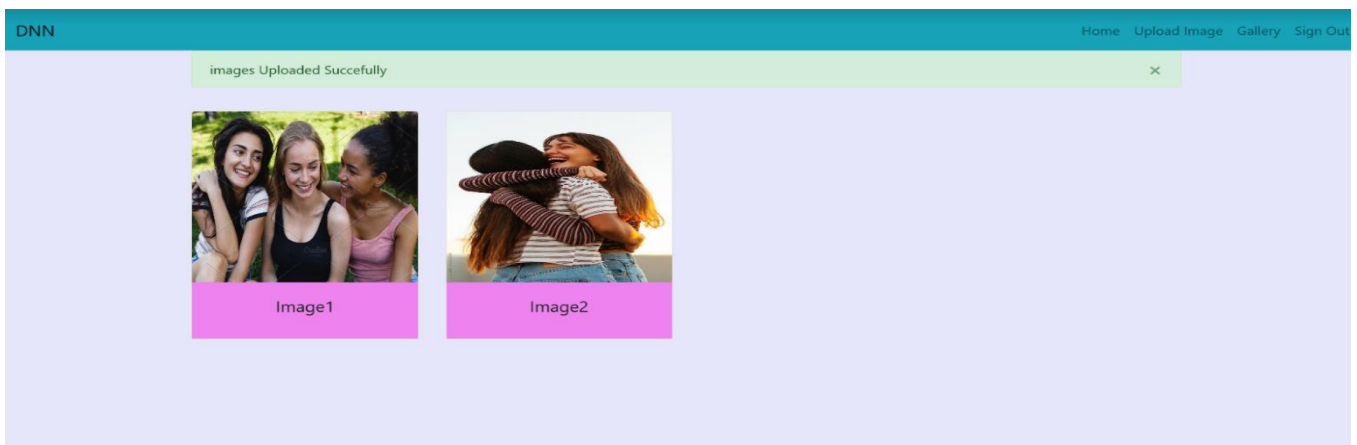 DNN
Home Upload Image Gallery Sign Out
images Uploaded Succefully ×
Image1
Image2